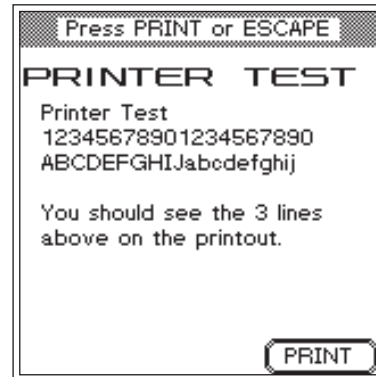 Press PRINT or ESCAPE
PRINTER TEST
Printer Test
12345678901234567890
ABCDEFGHIJabcdefghij
You should see the 3 lines
above on the printout.
PRINT